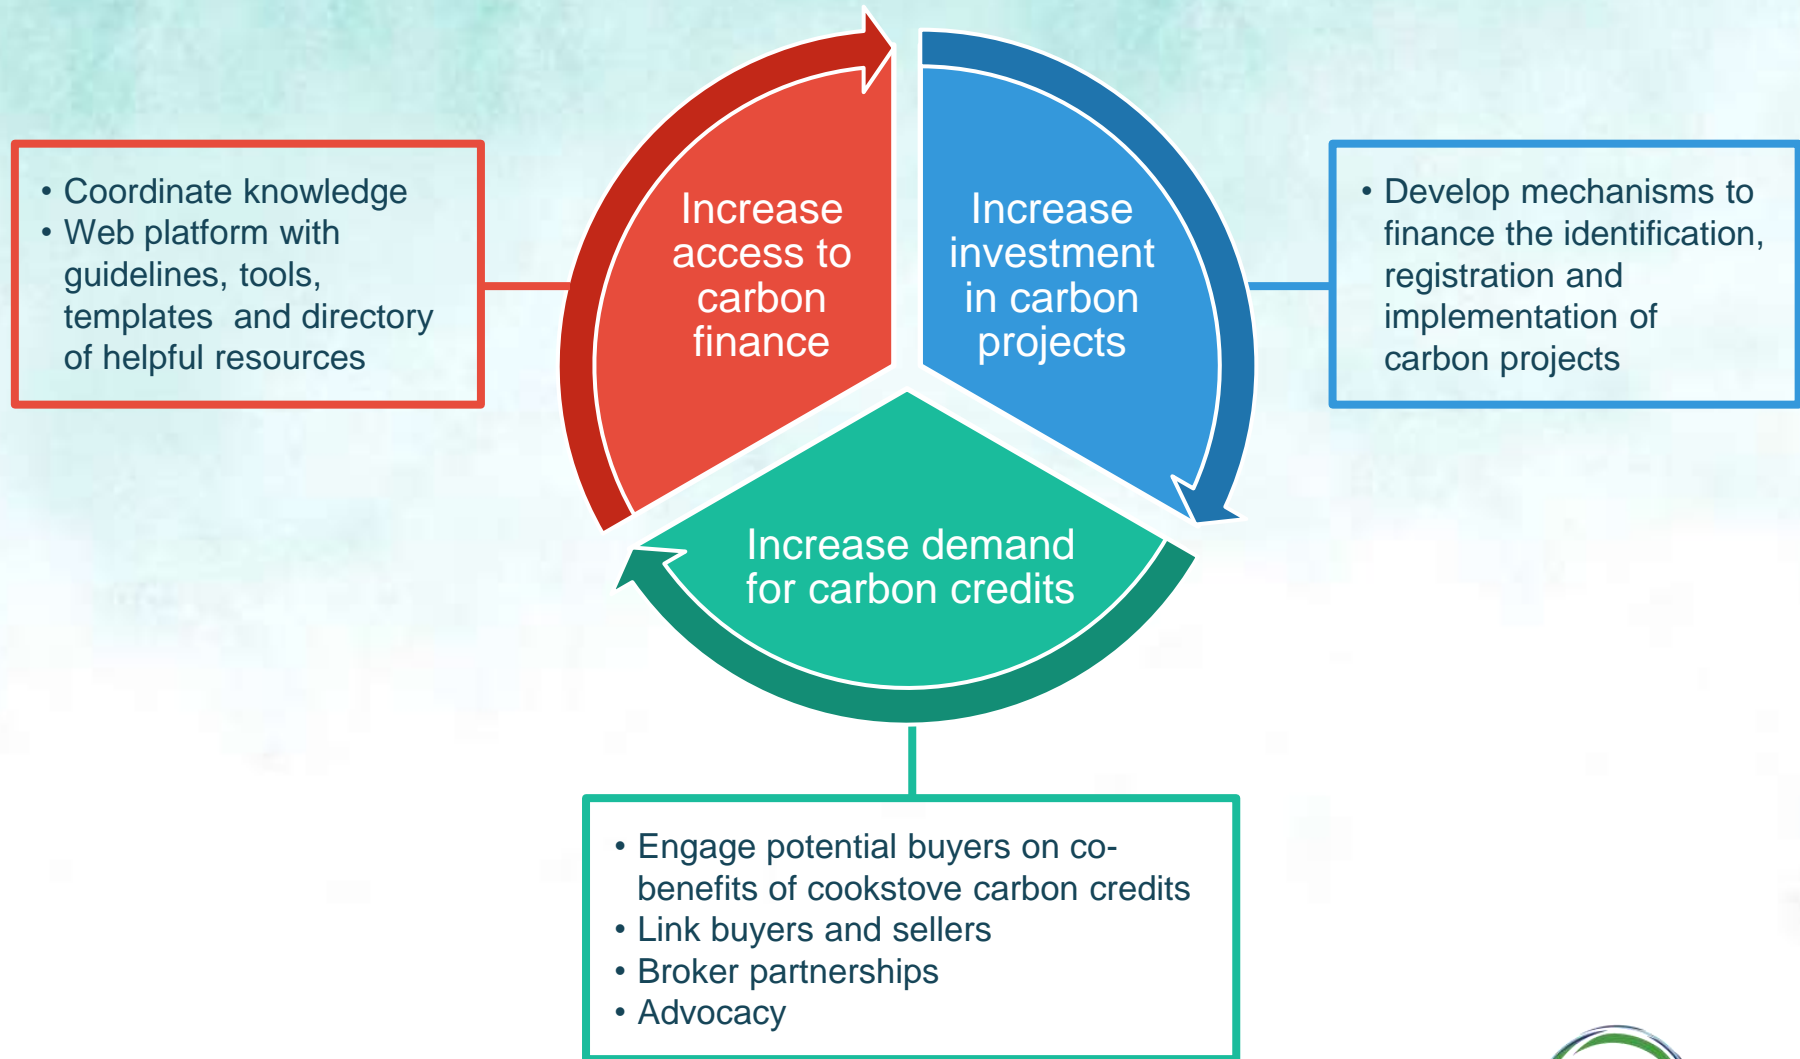 • Coordinate knowledge
• Web platform with
guidelines, tools,
templates  and directory
of helpful resources
Increase
access to
carbon
finance
Increase
investment
in carbon
projects
• Develop mechanisms to
finance the identification,
registration and
implementation of
carbon projects
Increase demand
for carbon credits
• Engage potential buyers on co-
benefits of cookstove carbon credits
• Link buyers and sellers
• Broker partnerships
• Advocacy